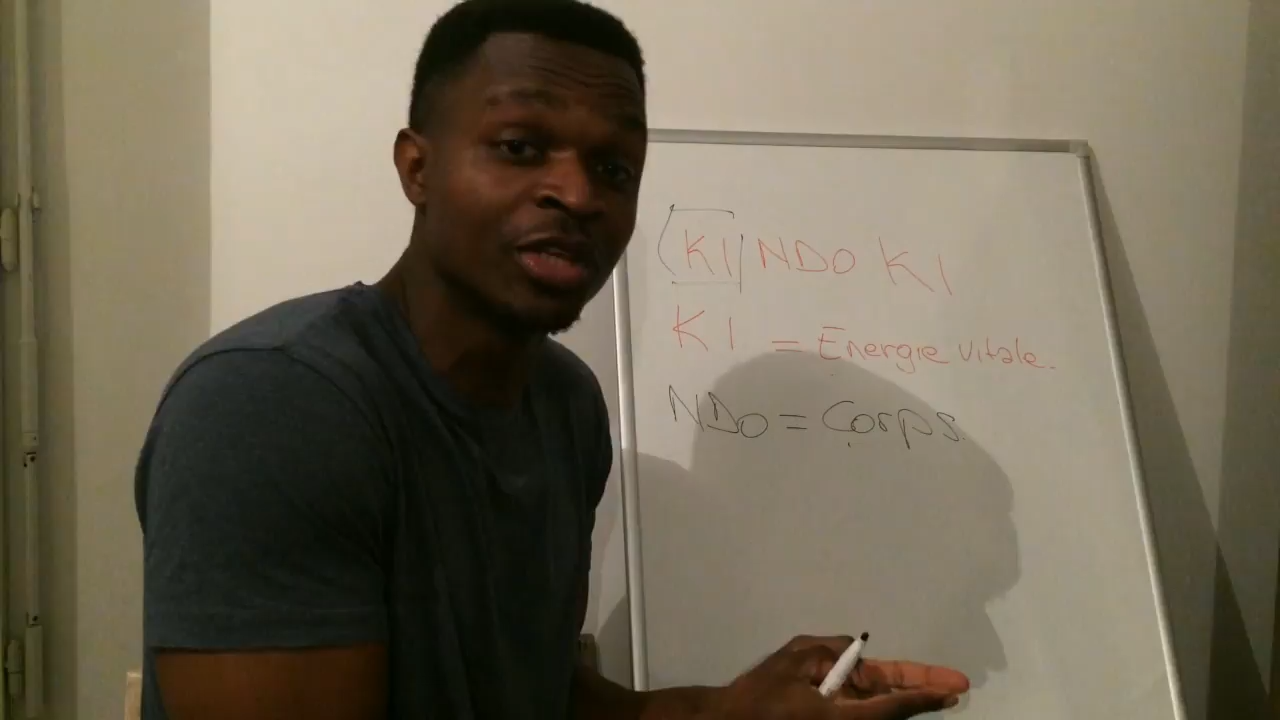 (KI) NDO KI
KI = Energie vitale.
NDO = Corps.